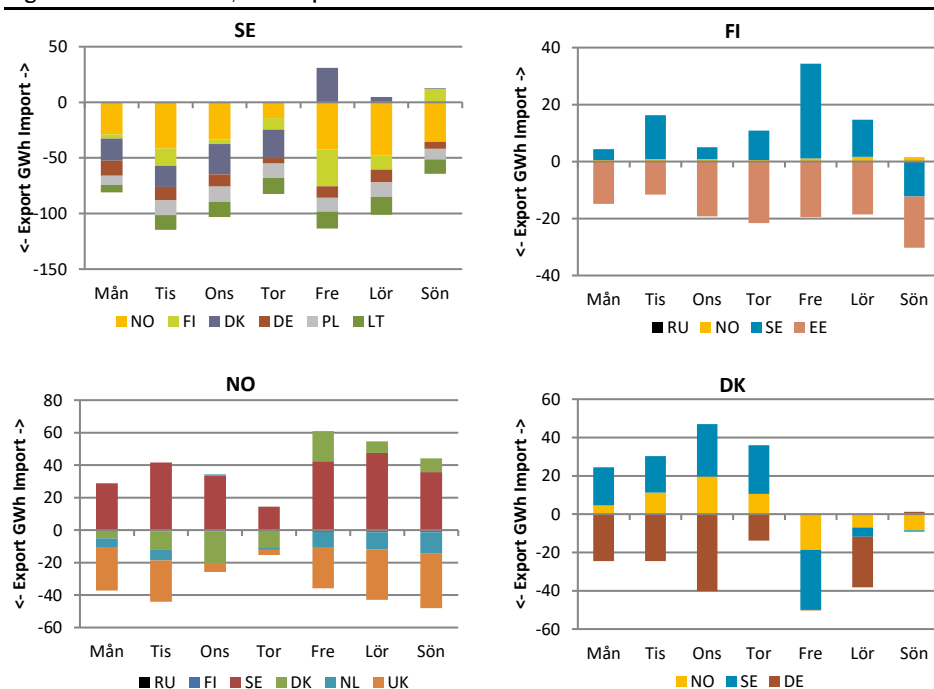 SE
<- Export GWh Import ->
50
0
-50
-100
-150
Mån Tis Ons Tor Fre Lör Sön
NO FI DK DE PL LT
FI
<- Export GWh Import ->
40
20
0
-20
-40
Mån Tis Ons Tor Fre Lör Sön
RU NO SE EE
NO
<- Export GWh Import ->
80
60
40
20
0
-20
-40
-60
Mån Tis Ons Tor Fre Lör Sön
RU FI SE DK NL UK
DK
<- Export GWh Import ->
60
40
20
0
-20
-40
-60
Mån Tis Ons Tor Fre Lör Sön
NO SE DE